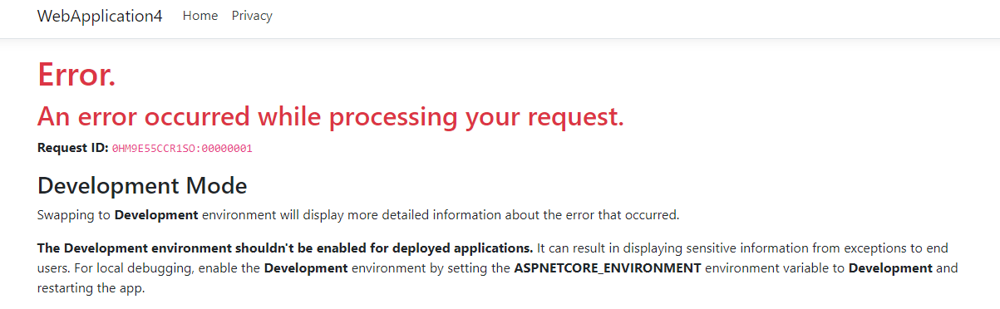 WebApplication4 Home Privacy
Error.
An error occurred while processing your request.
Request ID: 0HM9E55CCR1SO:00000001
Development Mode
Swapping to Development environment will display more detailed information about the error that occurred.
The Development environment shouldn't be enabled for deployed applications. It can result in displaying sensitive information from exceptions to end
users. For local debugging, enable the Development environment by setting the ASPNETCORE_ENVIRONMENT environment variable to Development and
restarting the app.